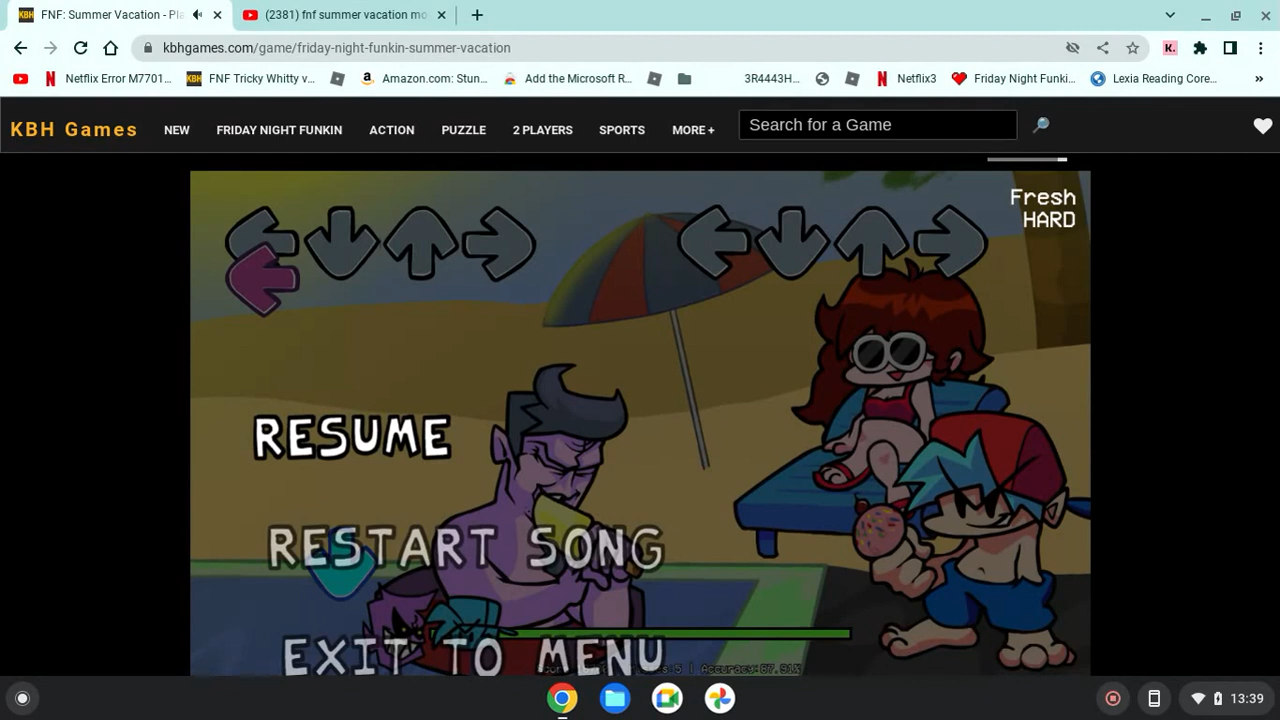 FNF: Summer Vacation - Pla
(2381) fnf summer vacation mo
kbhgames.com/game/friday-night-funkin-summer-vacation
K.
Netflix Error M7701...
FNF Tricky Whitty v...
Amazon.com: Stun...
Add the Microsoft R...
3R4443H...
Netflix3
Friday Night Funki...
Lexia Reading Core...
»
KBH Games
NEW
FRIDAY NIGHT FUNKIN
ACTION
PUZZLE
2 PLAYERS
SPORTS
MORE +
Search for a Game
Fresh
HARD
RESUME
RESTART SONG
EXIT TO MENU
13:39